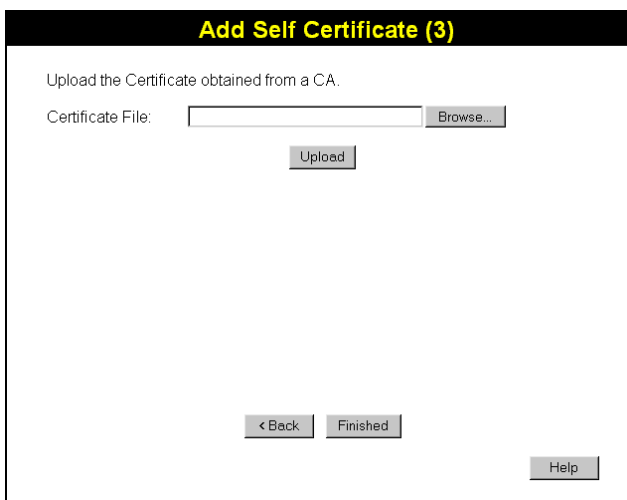 Add Self Certificate (3)
Upload the Certificate obtained from a CA.
Certificate File: Browse...
Upload
< Back Finished
Help